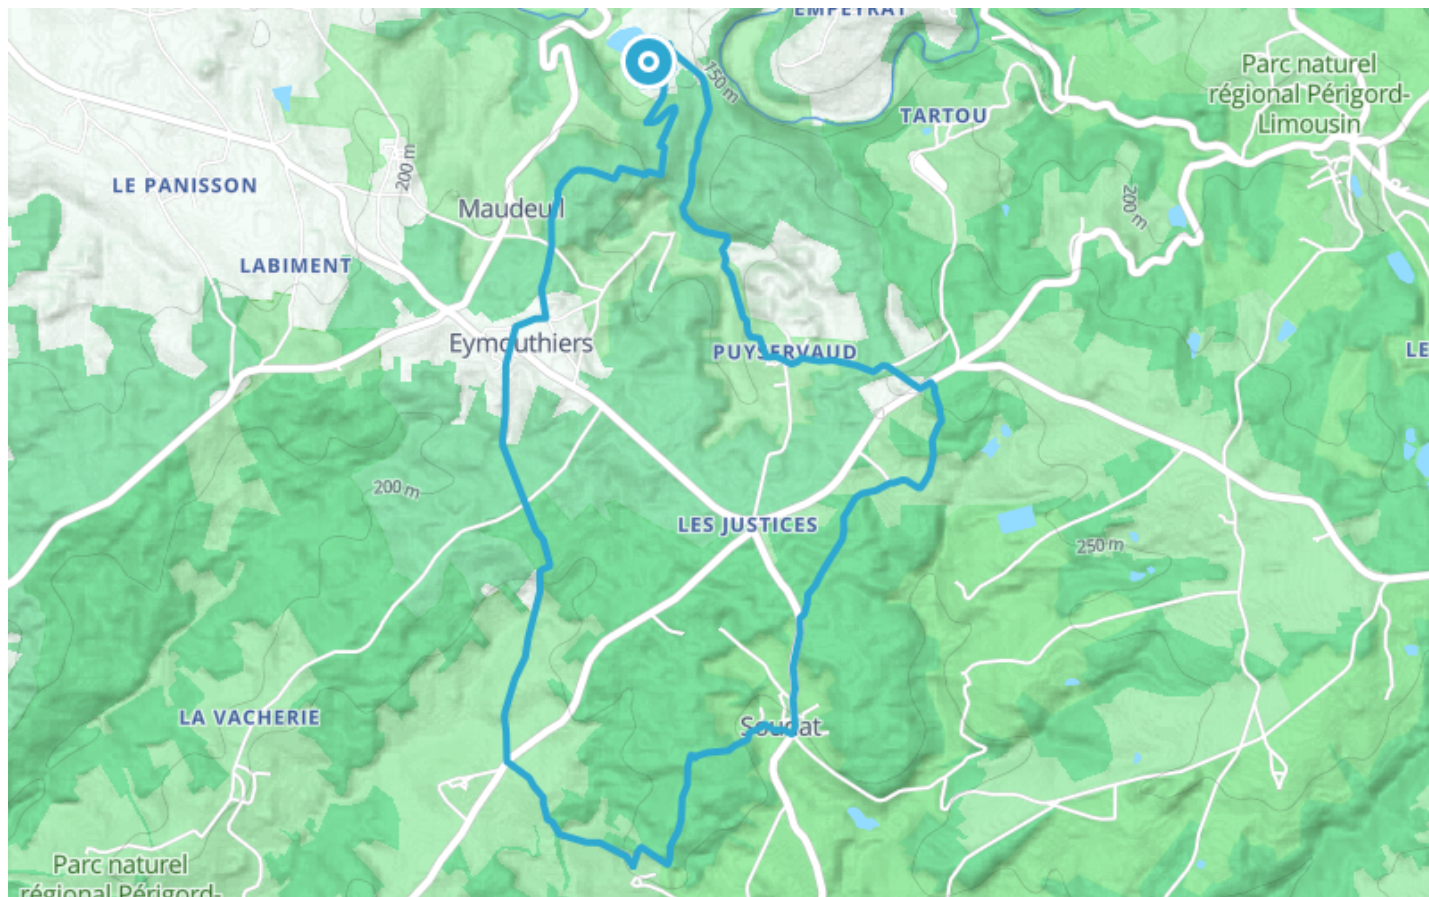 EMPEYRAT
Parc naturel
régional Périgord-
Limousin
150 m
TARTOU
200 m
LE PANISSON
200 m
Maudeuil
LABIMENT
Eymouthiers
PUYSERVAUD
LE
200 m
LES JUSTICES
250 m
LA VACHERIE
Soudat
Parc naturel
régional Périgord-